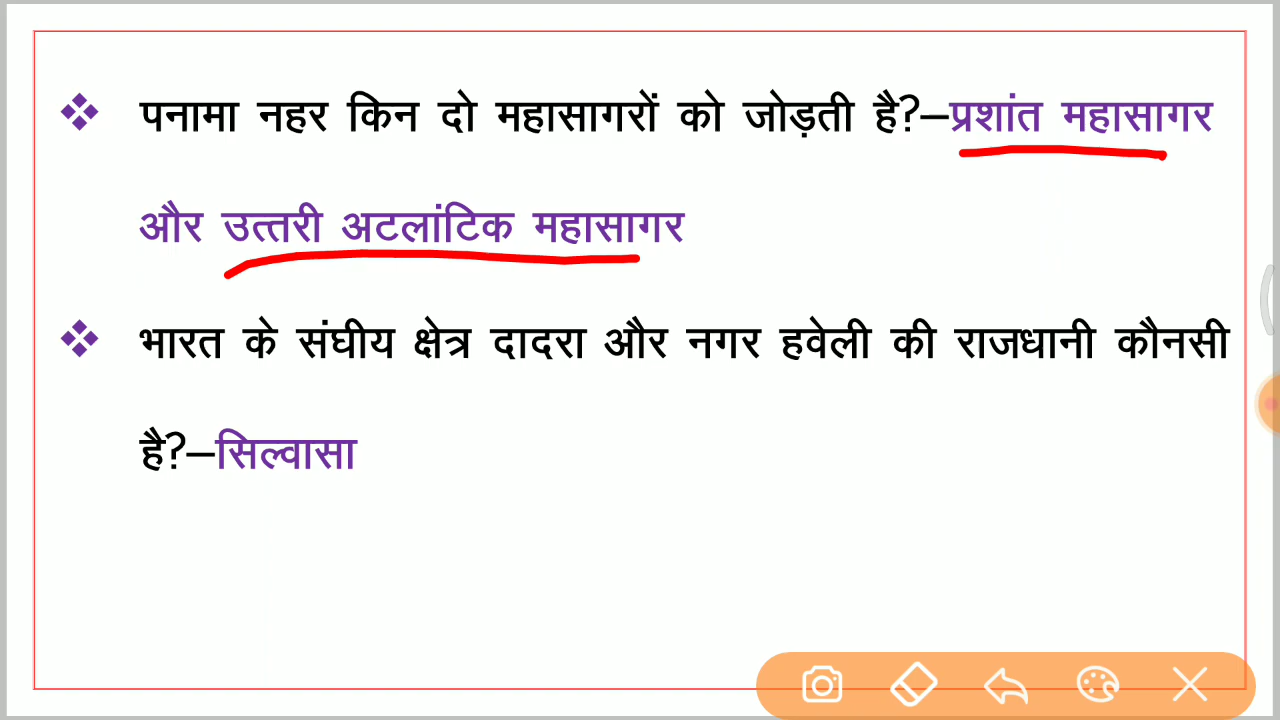 ❖ पनामा नहर किन दो महासागरों को जोड़ती है?–प्रशांत महासागर
और उत्तरी अटलांटिक महासागर
❖ भारत के संघीय क्षेत्र दादरा और नगर हवेली की राजधानी कौनसी
है?–सिल्वासा